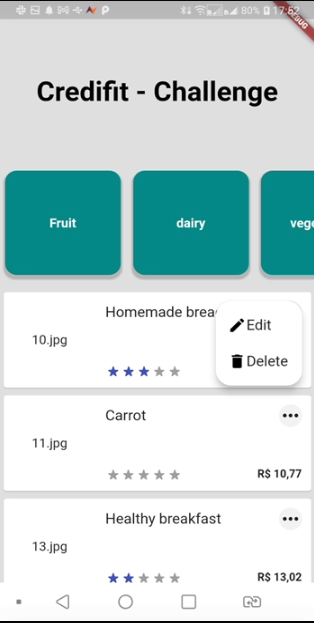 80% 17:52
DEBUG
Credifit - Challenge
Fruit
dairy
vege
Homemade brea
Edit
10.jpg
Delete
Carrot
11.jpg
R$ 10,77
Healthy breakfast
13.jpg
R$ 13,02